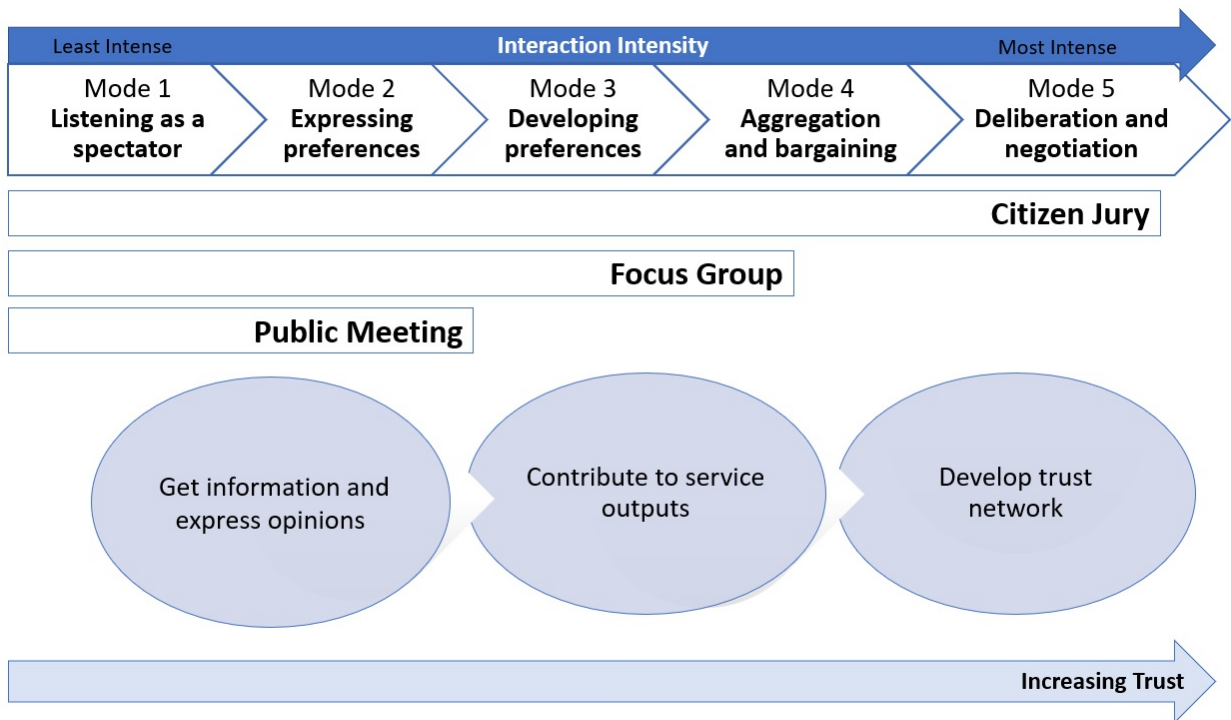 Least Intense
Interaction Intensity
Most Intense
Mode 1
Listening as a
spectator
Mode 2
Expressing
preferences
Mode 3
Developing
preferences
Mode 4
Aggregation
and bargaining
Mode 5
Deliberation and
negotiation
Citizen Jury
Focus Group
Public Meeting
Get information and
express opinions
Contribute to service
outputs
Develop trust
network
Increasing Trust